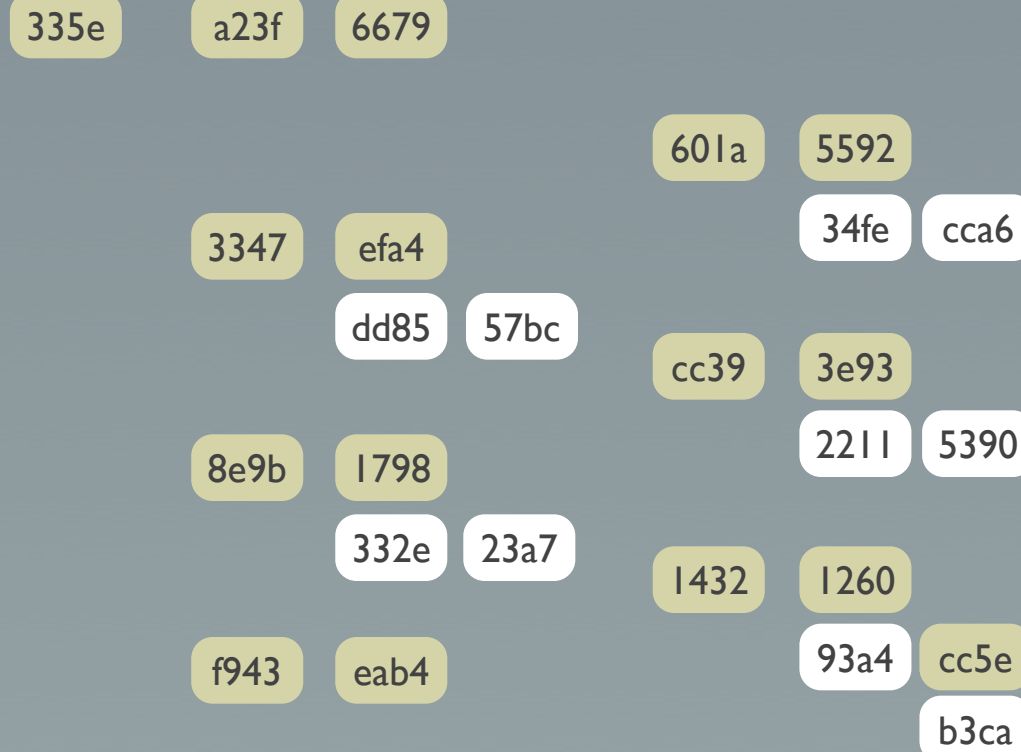 335e a23f 6679
601a 5592
34fe cca6
3347 efa4
dd85 57bc
cc39 3e93
2211 5390
8e9b 1798
332e 23a7
1432 1260
93a4 cc5e
f943 eab4
b3ca